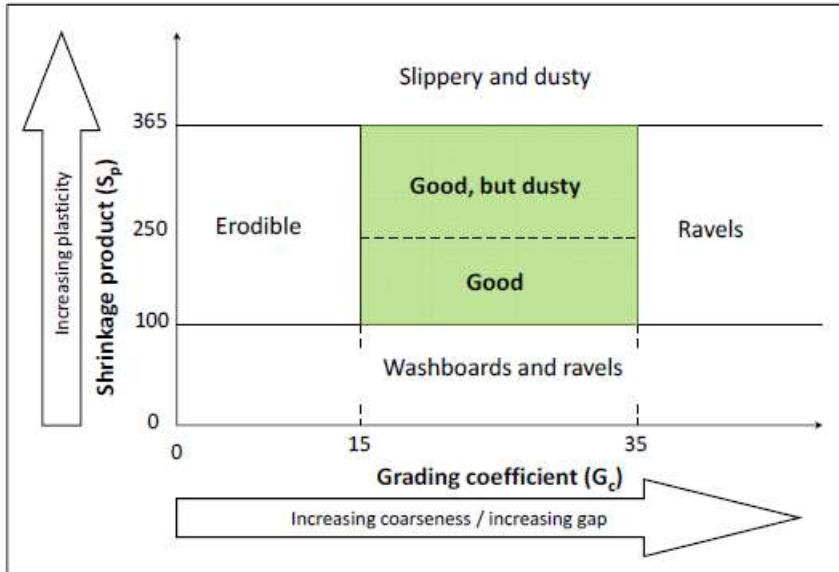 Slippery and dusty
365
Good, but dusty
Increasing plasticity
Shrinkage product (Sp)
250
Erodible
Ravels
Good
100
Washboards and ravels
0
0
15
35
Grading coefficient (Gc)
Increasing coarseness / increasing gap